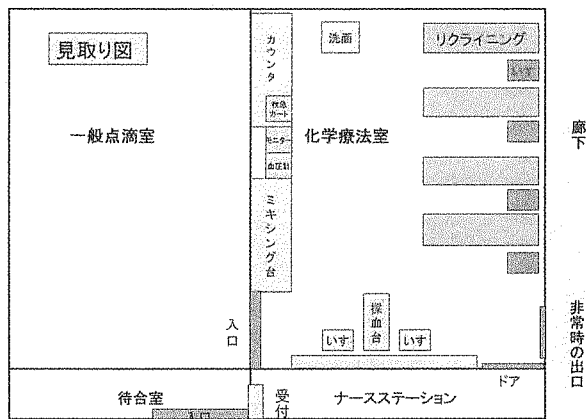 見取り図
一般点滴室
カウンタ
救急
カート
モニター
血圧計
ミキシング台
入口
洗面
化学療法室
リクライニング
採血台
いす
いす
廊下
非常時の出口
ドア
待合室
受付
ナースステーション